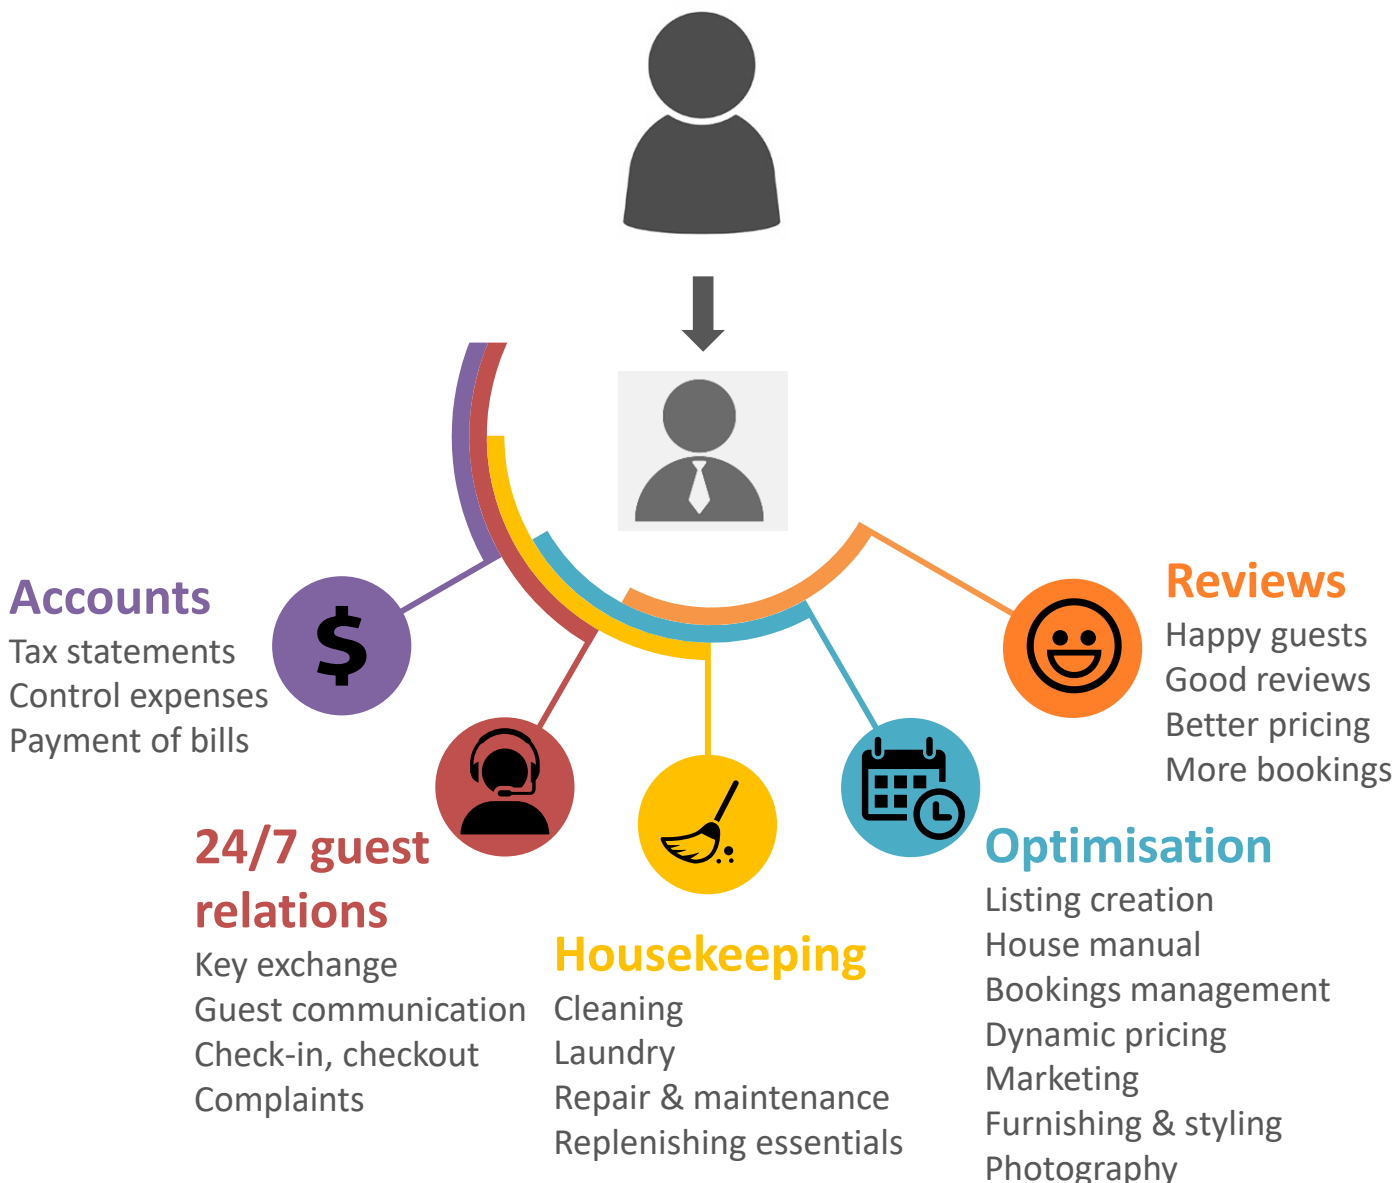 Accounts
Tax statements
Control expenses
Payment of bills
$
24/7 guest
relations
Key exchange
Guest communication
Check-in, checkout
Complaints
Housekeeping
Cleaning
Laundry
Repair & maintenance
Replenishing essentials
Optimisation
Listing creation
House manual
Bookings management
Dynamic pricing
Marketing
Furnishing & styling
Photography
Reviews
Happy guests
Good reviews
Better pricing
More bookings